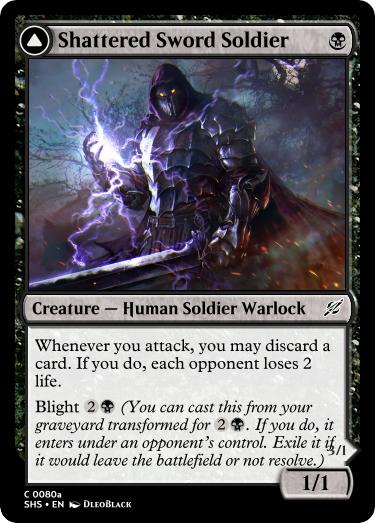 Shattered Sword Soldier
Creature — Human Soldier Warlock
Whenever you attack, you may discard a
card. If you do, each opponent loses 2
life.
Blight 2 (You can cast this from your
graveyard transformed for 2 . If you do, it
enters under an opponent's control. Exile it if
it would leave the battlefield or not resolve.)
3/1
1/1
C 0080a
SHS • EN DleoBlack